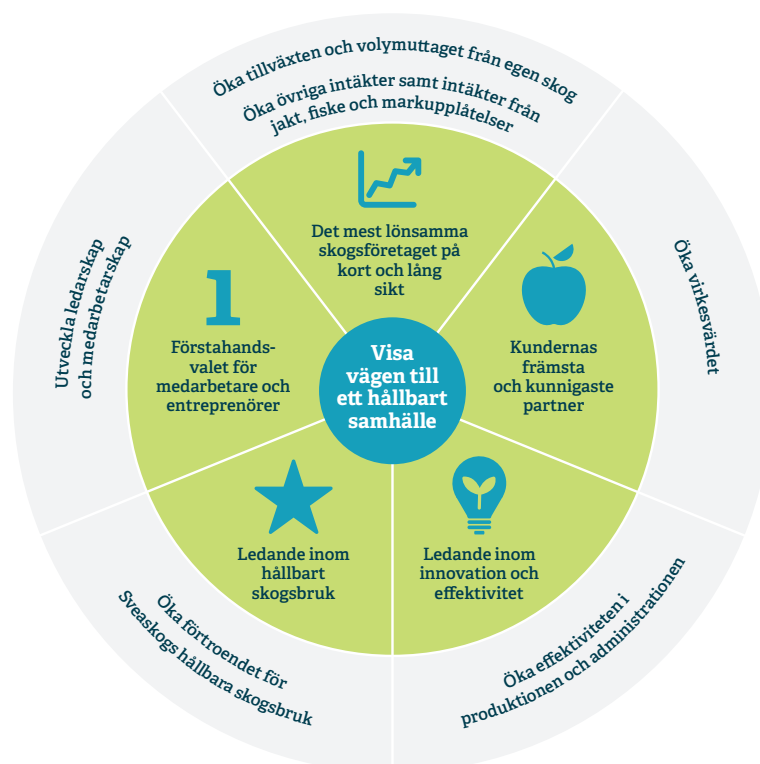 Öka tillväxten och volymuttaget från egen skog
Öka övriga intäkter samt intäkter från
jakt, fiske och markupplåtelser
Det mest lönsamma
skogsföretaget på
kort och lång
sikt
Öka virkesvärdet
Kundernas
främsta
och kunnigaste
partner
Öka effektiviteten i
produktionen och administrationen
Ledande inom
innovation och
effektivitet
Öka förtroendet för
Sveaskogs hållbara skogsbruk
Ledande inom
hållbart
skogsbruk
Utveckla ledarskap
och medarbetarskap
1
Förstahands-
valet för
medarbetare och
entreprenörer
Visa
vägen till
ett hållbart
samhälle